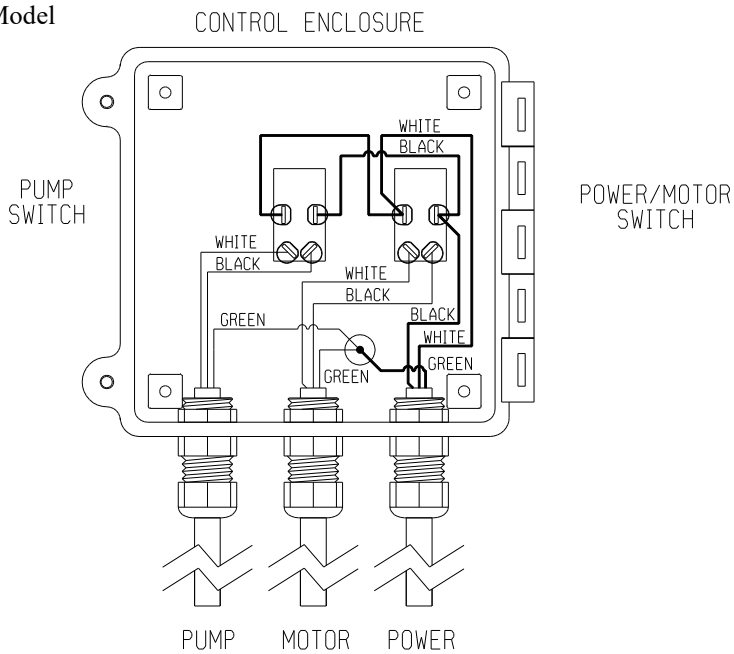 Model
CONTROL ENCLOSURE
WHITE
BLACK
PUMP
SWITCH
POWER/MOTOR
SWITCH
WHITE
BLACK
WHITE
BLACK
GREEN
BLACK
WHITE
GREEN
GREEN
PUMP
MOTOR
POWER